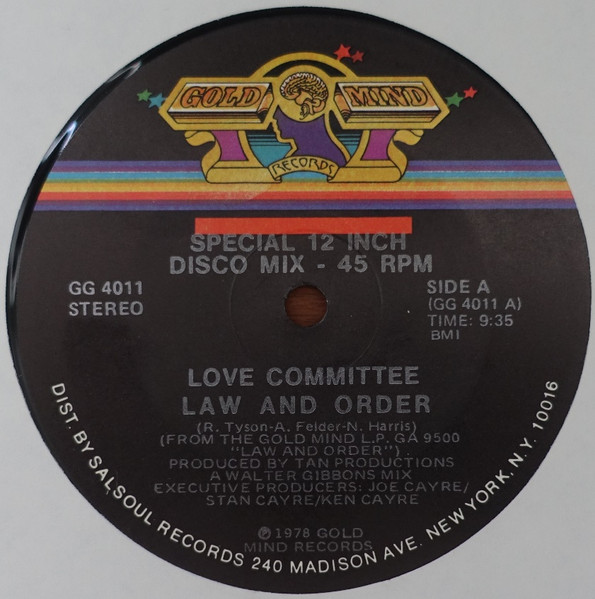 GOLD MIND
RECORDS
SPECIAL 12 INCH
DISCO MIX - 45 RPM
GG 4011
STEREO
SIDE A
(GG 4011 A)
TIME: 9:35
BMI
LOVE COMMITTEE
LAW AND ORDER
(R. Tyson-A. Felder-N. Harris)
(FROM THE GOLD MIND L.P. GA 9500
"LAW AND ORDER")
PRODUCED BY TAN PRODUCTIONS
A WALTER GIBBONS MIX
EXECUTIVE PRODUCERS: JOE CAYRE/
STAN CAYRE/KEN CAYRE
℗ 1978 GOLD
MIND RECORDS
DIST. BY SALSOUL RECORDS 240 MADISON AVE. NEW YORK, N.Y. 10016